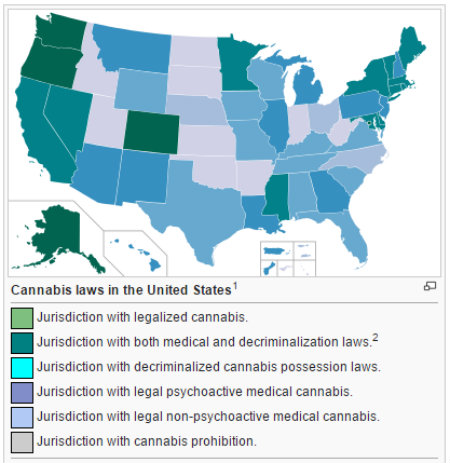 Cannabis laws in the United States1
Jurisdiction with legalized cannabis.
Jurisdiction with both medical and decriminalization laws.2
Jurisdiction with decriminalized cannabis possession laws.
Jurisdiction with legal psychoactive medical cannabis.
Jurisdiction with legal non-psychoactive medical cannabis.
Jurisdiction with cannabis prohibition.